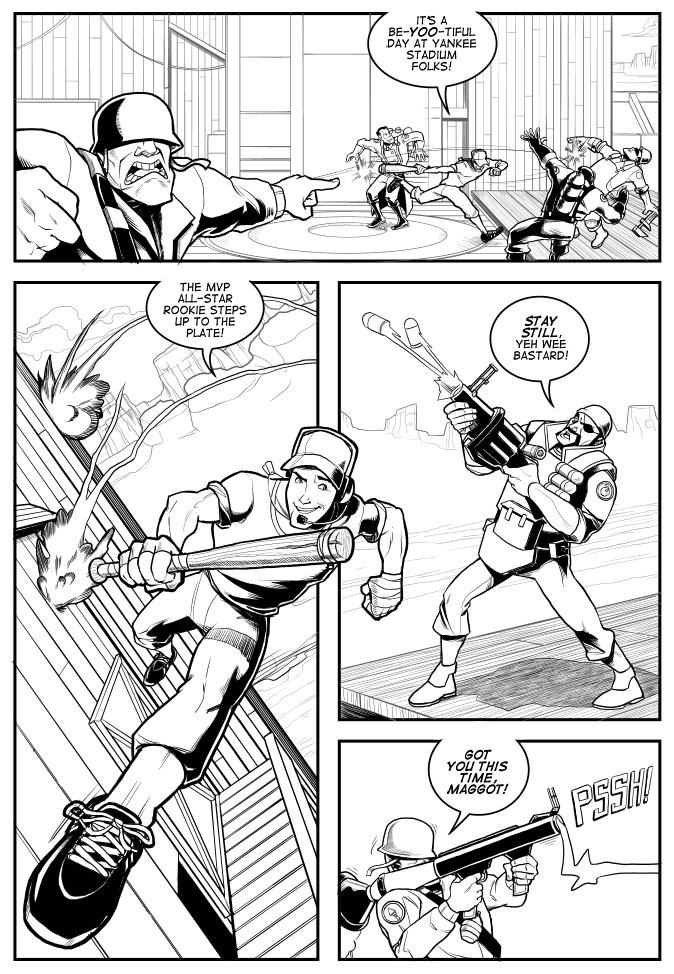 IT'S A
BE-YOO-TIFUL
DAY AT YANKEE
STADIUM
FOLKS!
THE MVP
ALL-STAR
ROOKIE STEPS
UP TO THE
PLATE!
STAY
STILL,
YEH WEE
BASTARD!
GOT
YOU THIS
TIME,
MAGGOT!
PSSH!